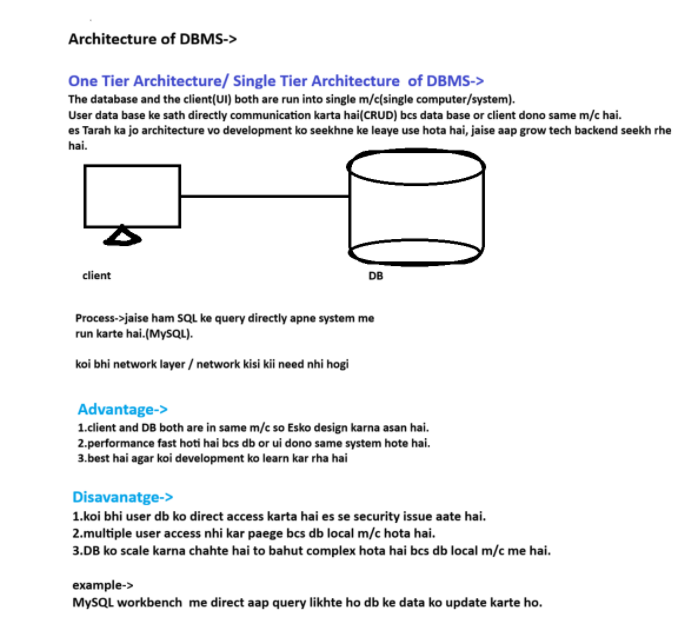 Architecture of DBMS->
One Tier Architecture/ Single Tier Architecture of DBMS->
The database and the client(UI) both are run into single m/c(single computer/system).
User data base ke sath directly communication karta hai(CRUD) bcs data base or client dono same m/c hai.
es Tarah ka jo architecture vo development ko seekhne ke leaye use hota hai, jaise aap grow tech backend seekh rhe
hai.
client
DB
Process->jaise ham SQL ke query directly apne system me
run karte hai.(MySQL).
koi bhi network layer / network kisi kii need nhi hogi
Advantage->
1.client and DB both are in same m/c so Esko design karna asan hai.
2.performance fast hoti hai bcs db or ui dono same system hote hai.
3.best hai agar koi development ko learn kar rha hai
Disavanatge->
1.koi bhi user db ko direct access karta hai es se security issue aate hai.
2.multiple user access nhi kar paege bcs db local m/c hota hai.
3.DB ko scale karna chahte hai to bahut complex hota hai bcs db local m/c me hai.
example->
MySQL workbench me direct aap query likhte ho db ke data ko update karte ho.